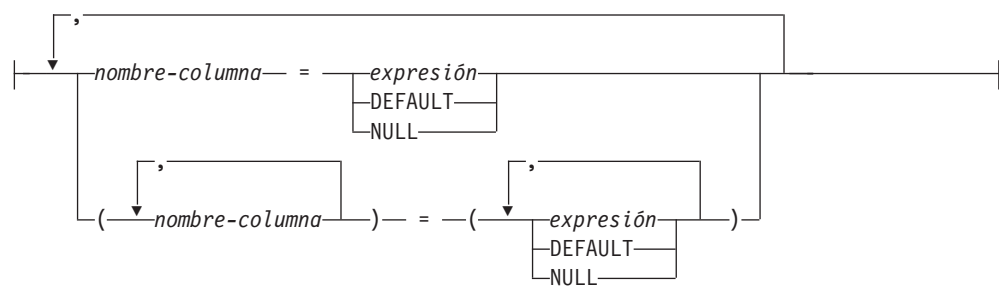 ,
nombre-columna = expresión
DEFAULT
NULL
, ,
( nombre-columna ) = ( expresión )
DEFAULT
NULL